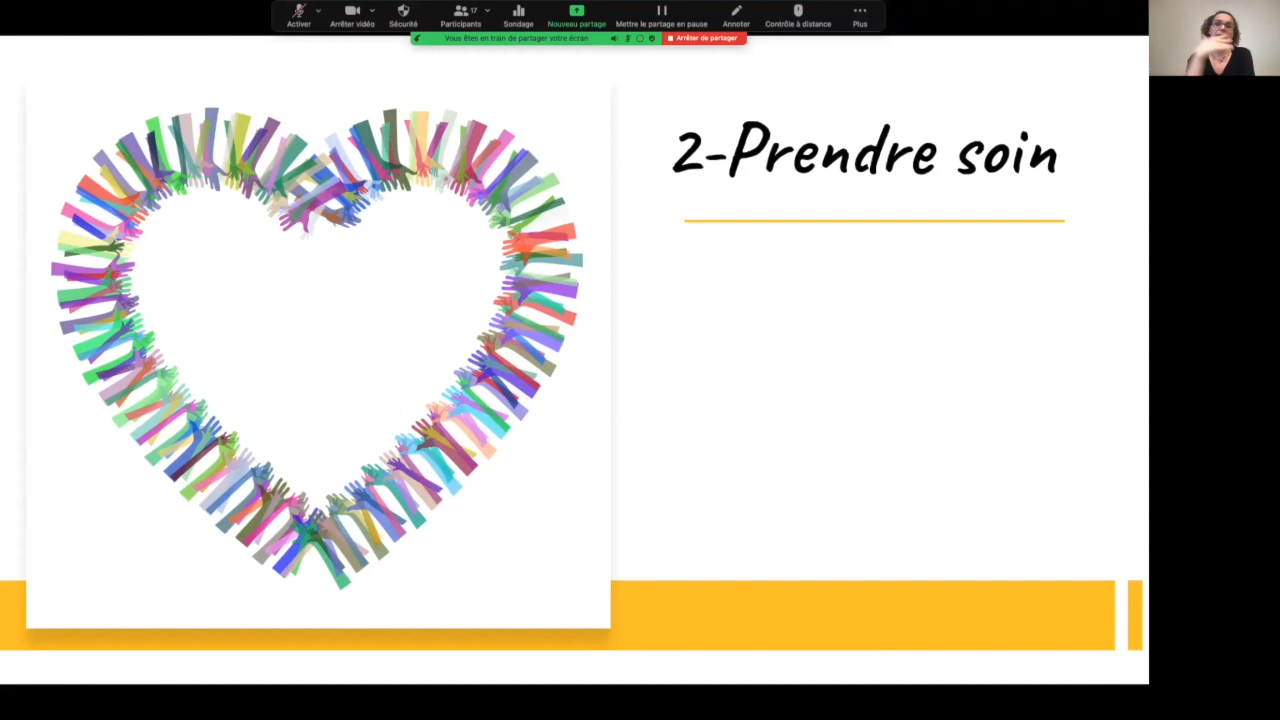 Activer
Arrêter vidéo
Sécurité
Participants
17
Sondage
Nouveau partage
Mettre le partage en pause
Annoter
Contrôle à distance
Plus
Vous êtes en train de partager votre écran
Arrêter de partager
2-Prendre soin